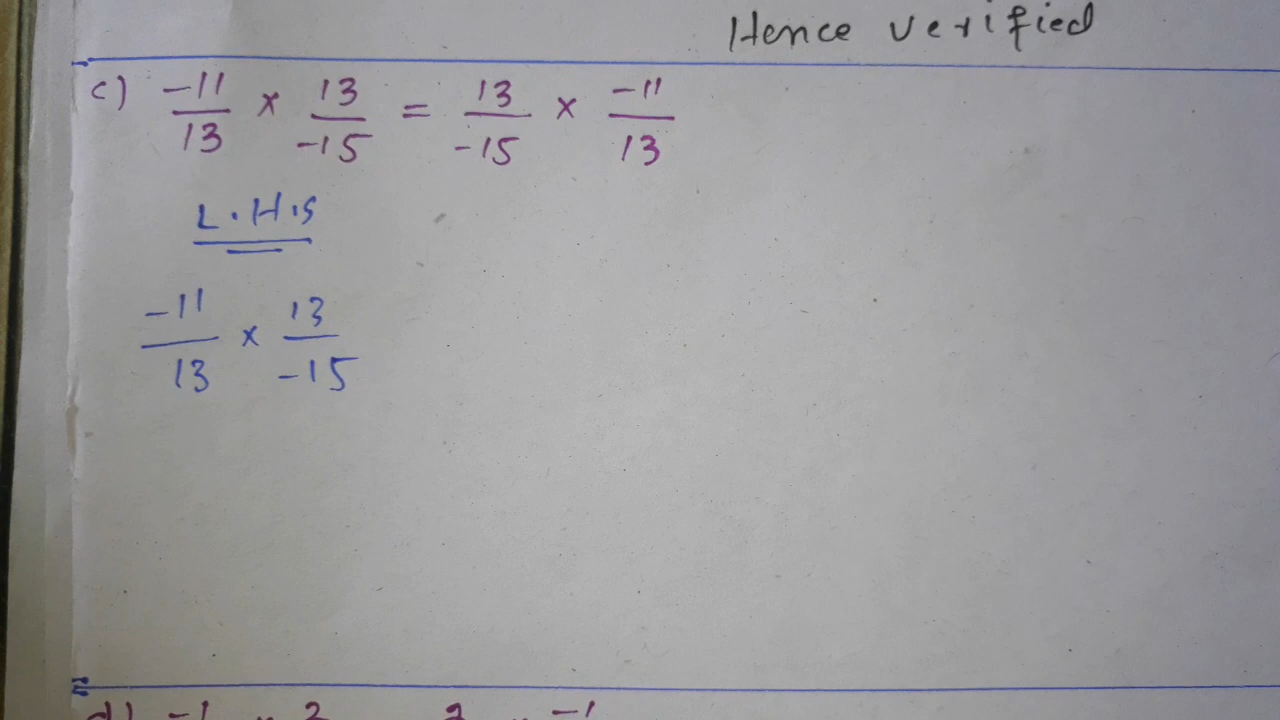 Hence verified
c) -11/13 × 13/-15 = 13/-15 × -11/13
L.H.S
-11/13 × 13/-15